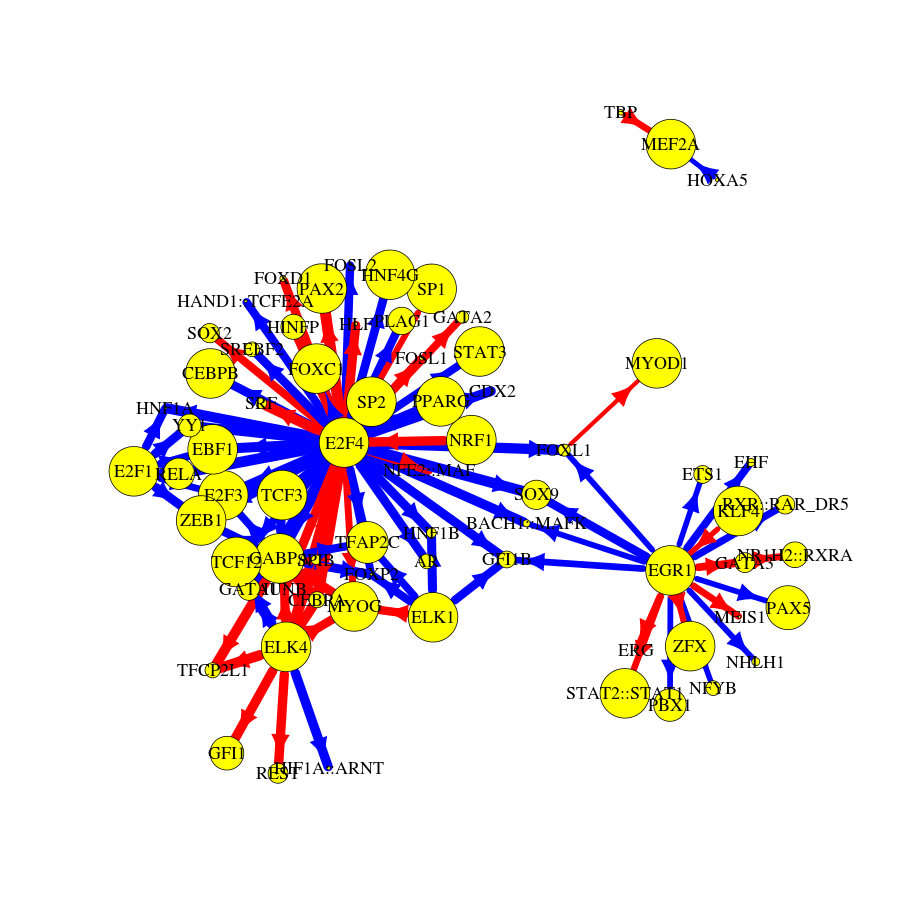 TBP
MEF2A
HOXA5
FOSL2
HNF4G
FOXD1
PAX2
SP1
HAND1::TCFE2A
HINFP
HLF
PLAG1
GATA2
SOX2
SREBF2
FOSL1
STAT3
CEBPB
FOXC1
MYOD1
CDX2
SRF
SP2
PPARG
HNF1A
YY1
E2F4
NRF1
EBF1
FOXL1
E2F1
RELA
NFE2::MAF
ETS1
EHF
E2F3
TCF3
SOX9
RXR::RAR_DR5
KLF4
ZEB1
BACH1::MAFK
TFAP2C
HNF1B
TCF12
GABPA
SPIB
AR
GFI1B
NR1H2::RXRA
GATA3
EGR1
FOXP2
GATA1
JUNB
CEBPA
MYOG
ELK1
PAX5
MEIS1
ELK4
ERG
ZFX
TFCP2L1
NHLH1
STAT2::STAT1
NFYB
PBX1
GFI1
REST
HIF1A::ARNT